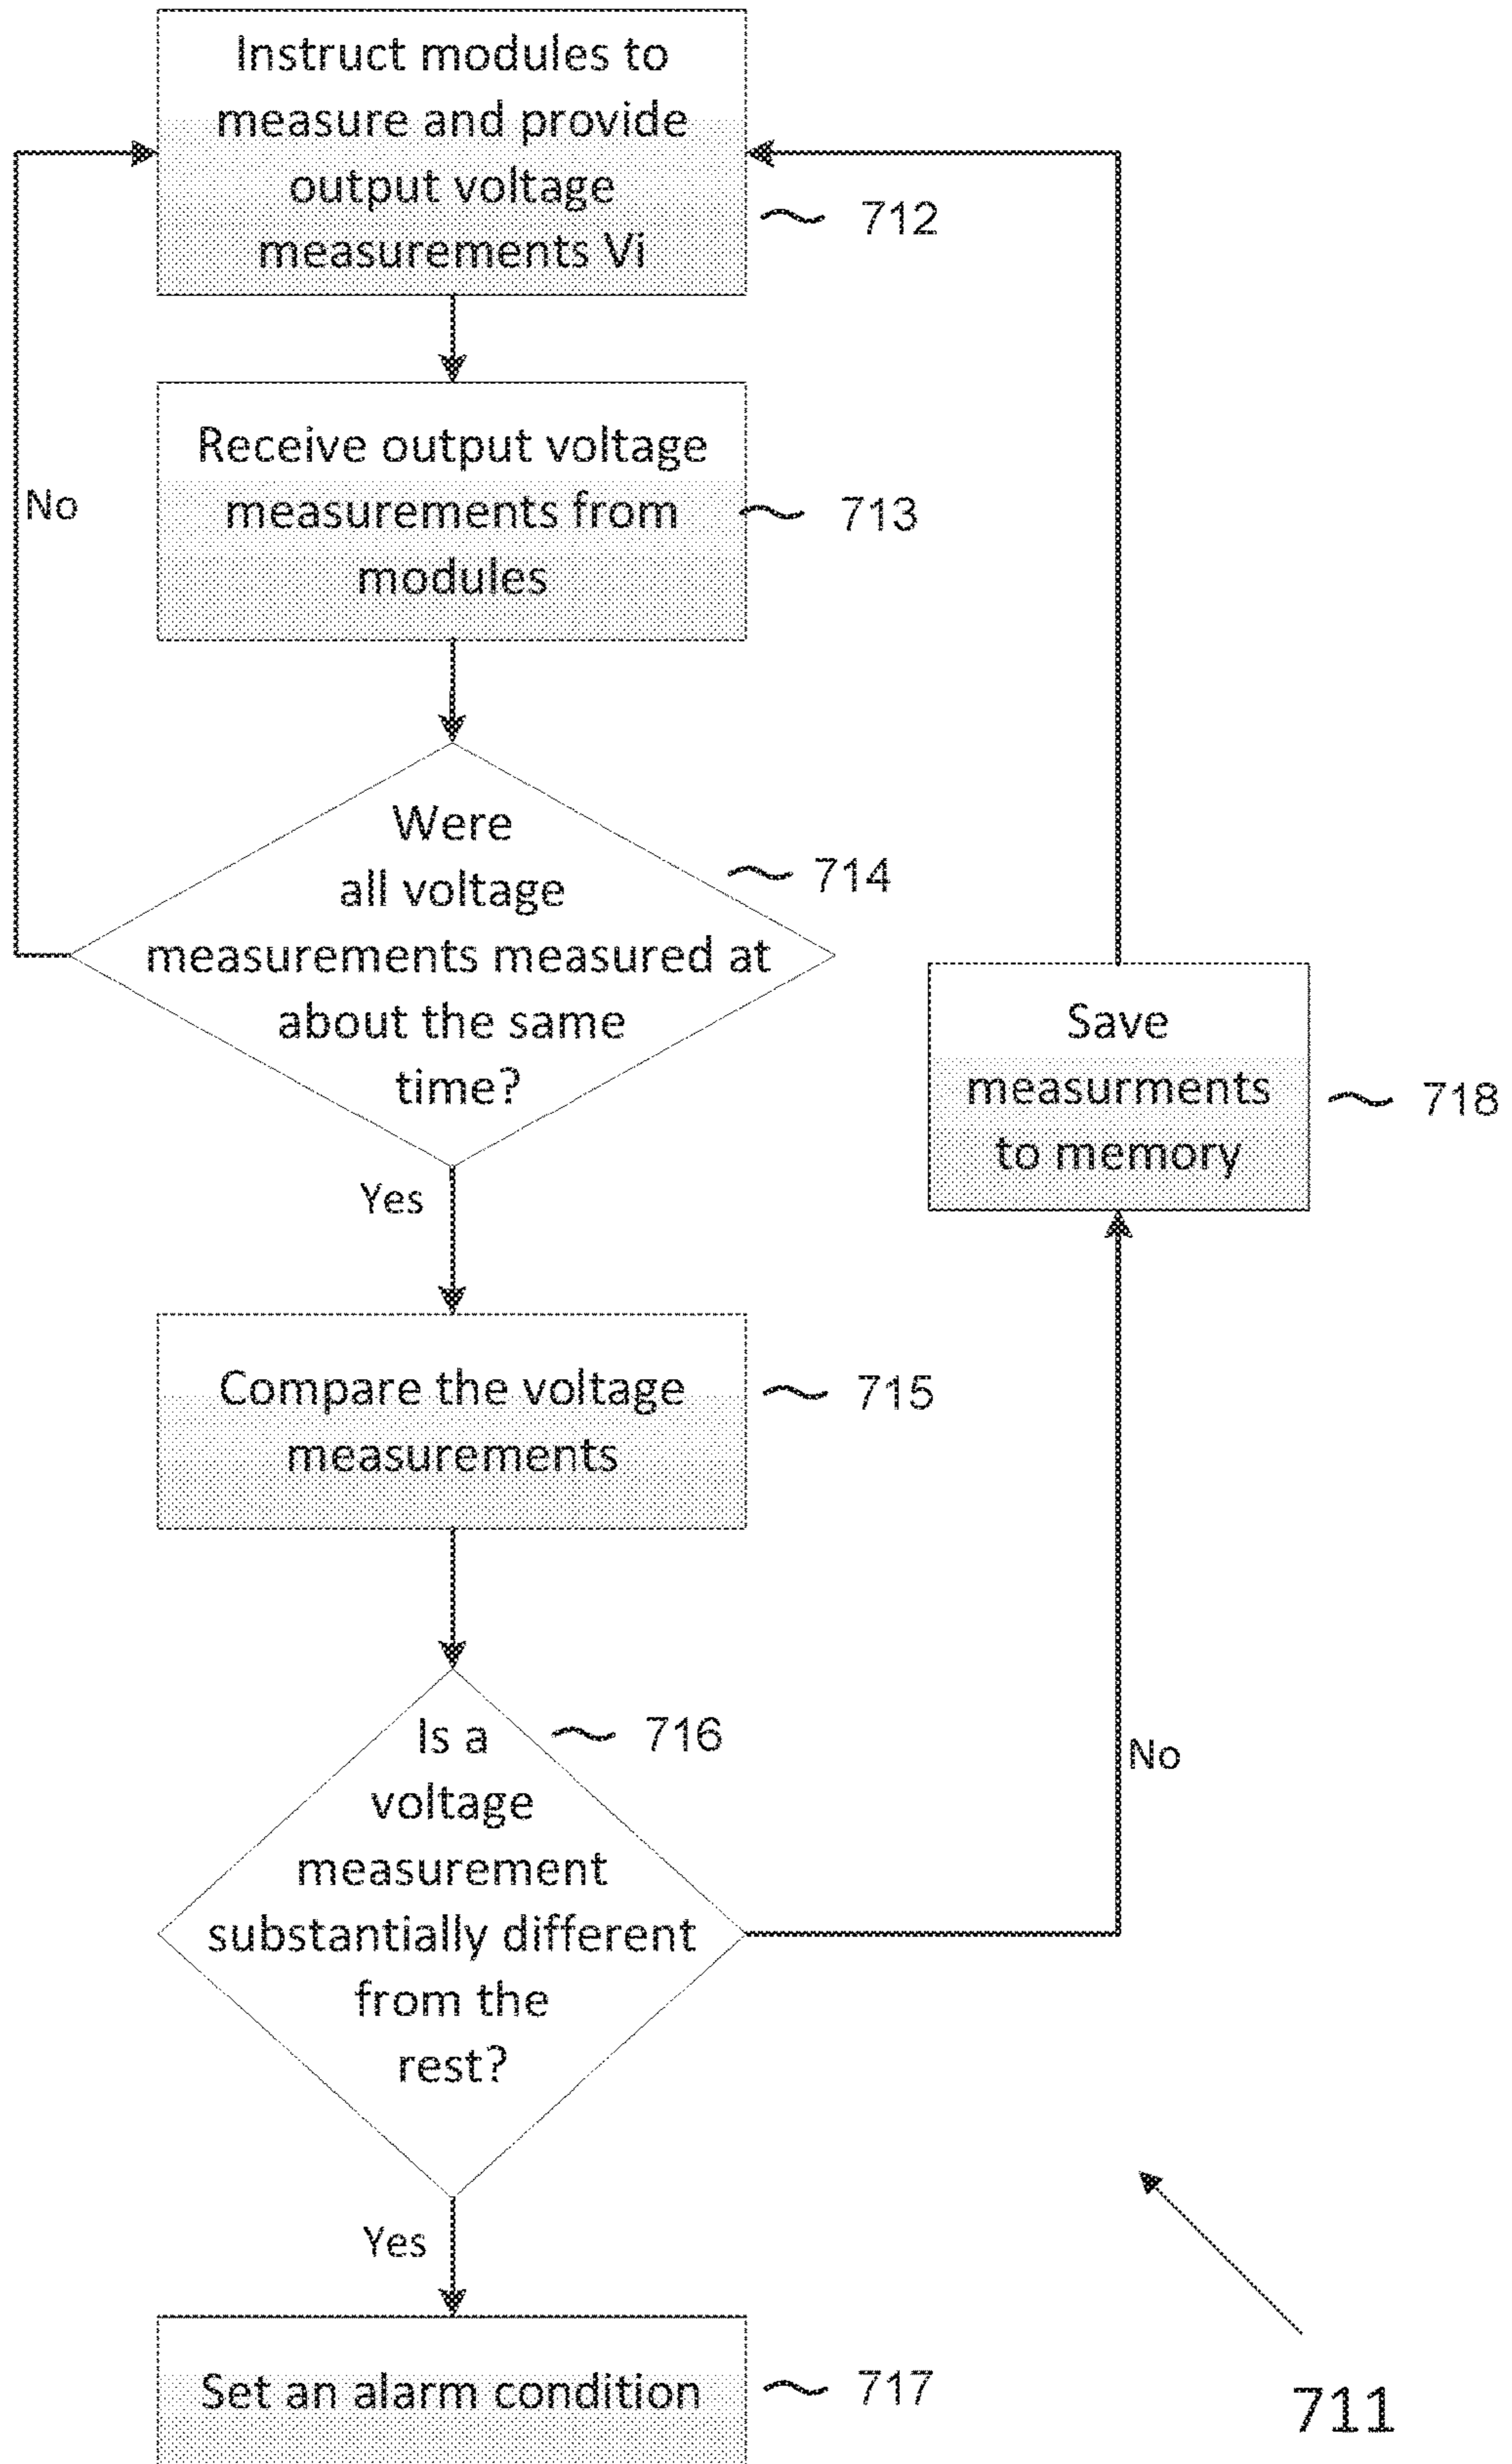 Instruct modules to
measure and provide
output voltage
measurements Vi
712
Receive output voltage
measurements from
modules
713
No
Were
all voltage
measurements measured at
about the same
time?
714
Yes
Save
measurments
to memory
718
Compare the voltage
measurements
715
Is a
voltage
measurement
substantially different
from the
rest?
716
No
Yes
Set an alarm condition
717
711